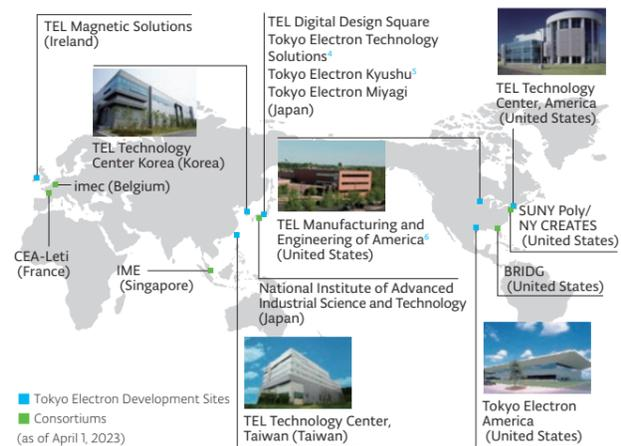 TEL Magnetic Solutions
(Ireland)
TEL Digital Design Square
Tokyo Electron Technology
Solutions⁴
Tokyo Electron Kyushu⁵
Tokyo Electron Miyagi
(Japan)
TEL Technology
Center, America
(United States)
TEL Technology
Center Korea (Korea)
imec (Belgium)
TEL Manufacturing and
Engineering of America⁶
(United States)
SUNY Poly/
NY CREATES
(United States)
CEA-Leti
(France)
IME
(Singapore)
BRIDG
(United States)
National Institute of Advanced
Industrial Science and Technology
(Japan)
Tokyo Electron Development Sites
Consortiums
(as of April 1, 2023)
TEL Technology Center,
Taiwan (Taiwan)
Tokyo Electron
America
(United States)